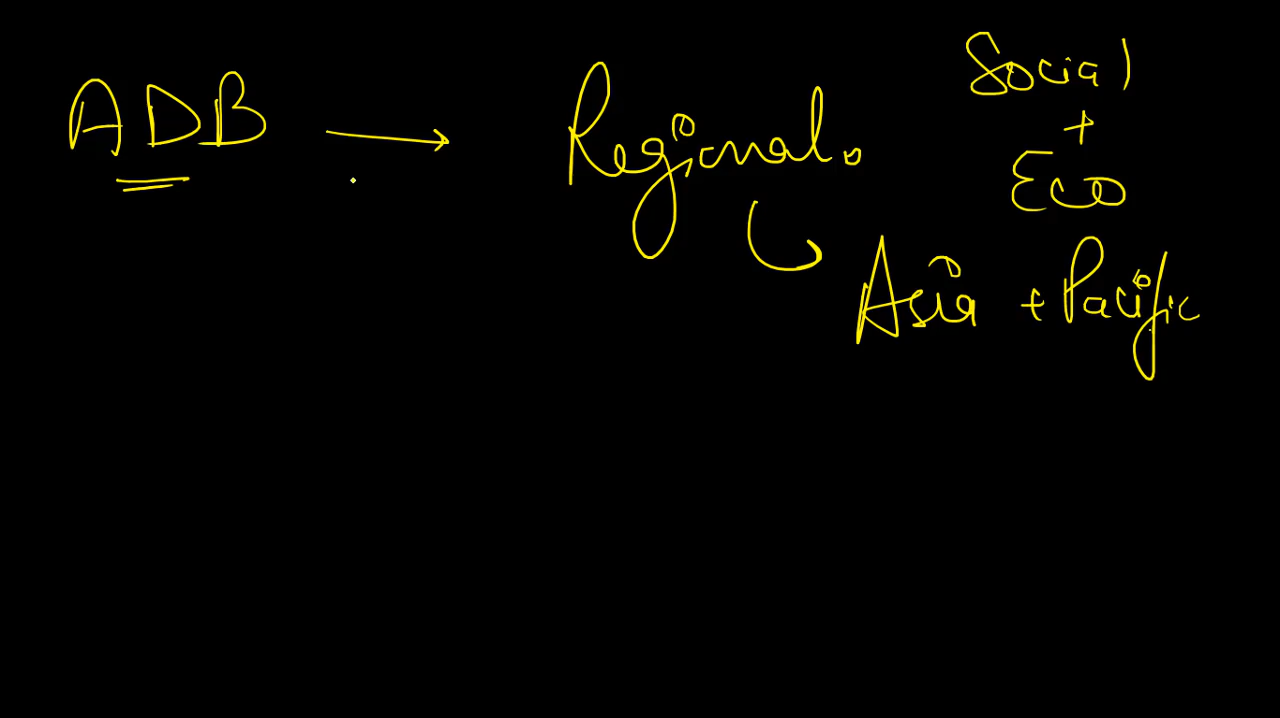 ADB → Regional.
Social
+
Eco
Asia + Pacific